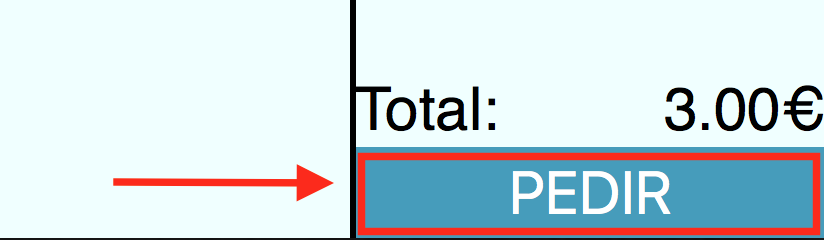 Total: 3.00€
PEDIR